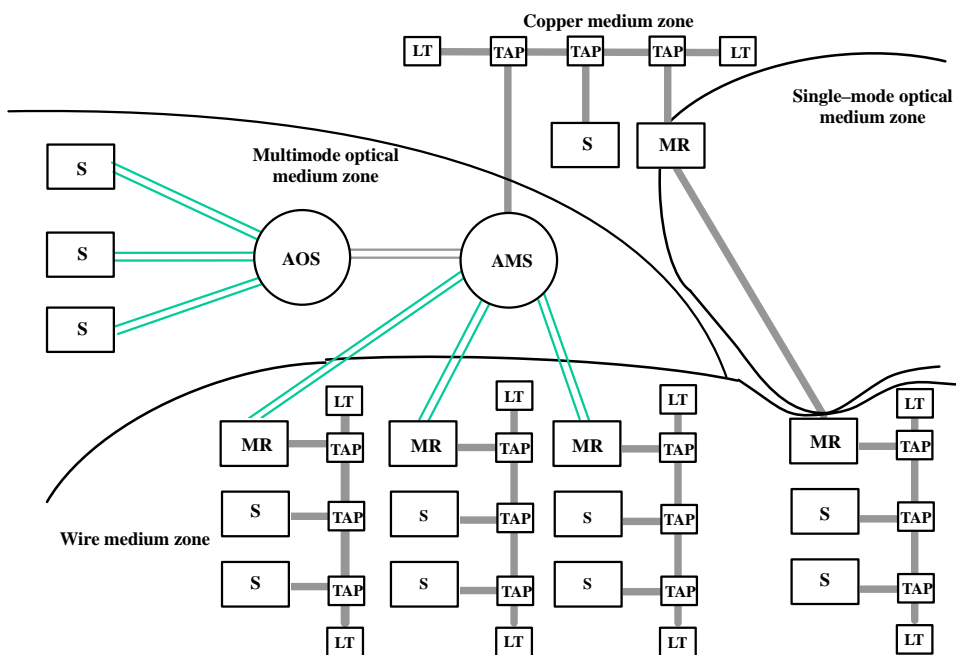 Copper medium zone
LT TAP TAP TAP LT
Single–mode optical
medium zone
S MR
Multimode optical
medium zone
S
S
S
AOS AMS
LT LT LT LT
MR TAP MR TAP MR TAP MR TAP
S TAP S TAP S TAP S TAP
Wire medium zone
S TAP S TAP S TAP S TAP
LT LT LT LT